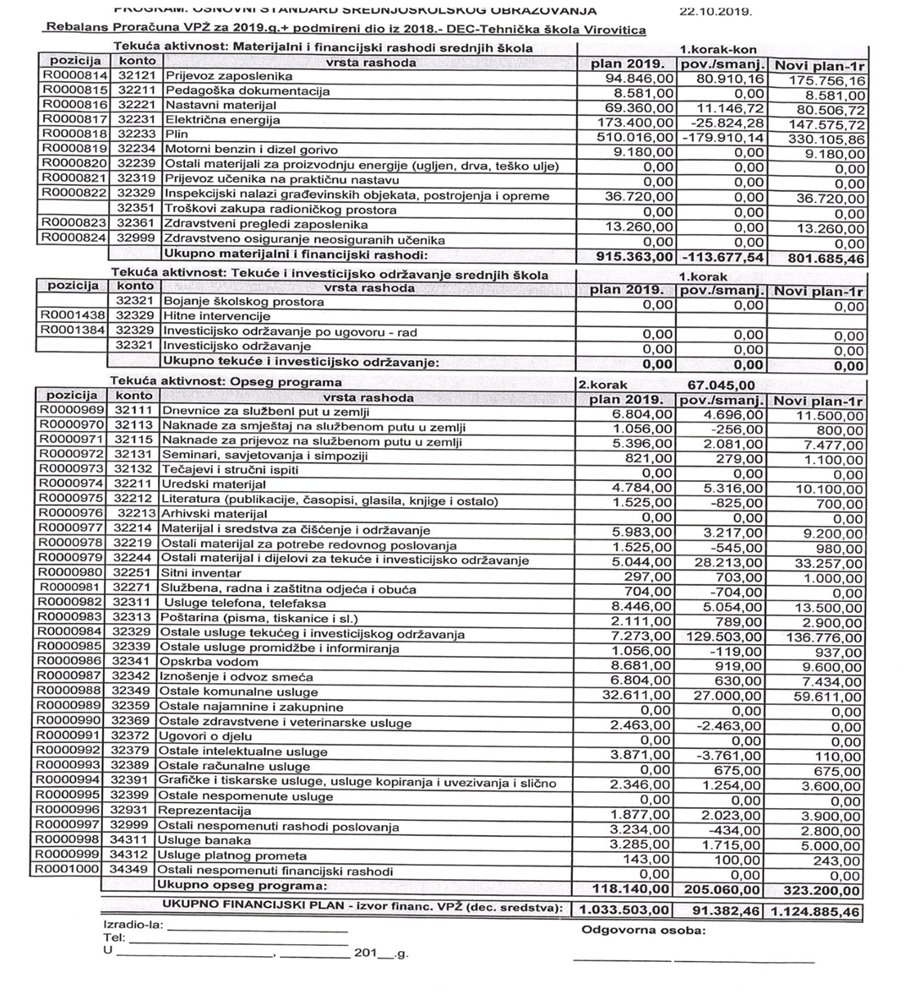 PROGRAM: OSNOVNI STANDARD SREDNJOŠKOLSKOG OBRAZOVANJA 22.10.2019.
Rebalans Proračuna VPŽ za 2019.g.+ podmireni dio iz 2018.- DEC-Tehnička škola Virovitica
Tekuća aktivnost: Materijalni i financijski rashodi srednjih škola 1.korak-kon
pozicija konto vrsta rashoda plan 2019. pov./smanj. Novi plan-1r
R0000814 32121 Prijevoz zaposlenika 94.846,00 80.910,16 175.756,16
R0000815 32211 Pedagoška dokumentacija 8.581,00 0,00 8.581,00
R0000816 32221 Nastavni materijal 69.360,00 11.146,72 80.506,72
R0000817 32231 Električna energija 173.400,00 -25.824,28 147.575,72
R0000818 32233 Plin 510.016,00 -179.910,14 330.105,86
R0000819 32234 Motorni benzin i dizel gorivo 9.180,00 0,00 9.180,00
R0000820 32239 Ostali materijali za proizvodnju energije (ugljen, drva, teško ulje) 0,00 0,00 0,00
R0000821 32319 Prijevoz učenika na praktičnu nastavu 0,00 0,00 0,00
R0000822 32329 Inspekcijski nalazi građevinskih objekata, postrojenja i opreme 36.720,00 0,00 36.720,00
32351 Troškovi zakupa radioničkog prostora 0,00 0,00 0,00
R0000823 32361 Zdravstveni pregledi zaposlenika 13.260,00 0,00 13.260,00
R0000824 32999 Zdravstveno osiguranje neosiguranih učenika 0,00 0,00 0,00
Ukupno materijalni i financijski rashodi: 915.363,00 -113.677,54 801.685,46
Tekuća aktivnost: Tekuće i investicijsko održavanje srednjih škola 1.korak
pozicija konto vrsta rashoda plan 2019. pov./smanj. Novi plan-1r
32321 Bojanje školskog prostora 0,00 0,00 0,00
R0001438 32329 Hitne intervencije
R0001384 32329 Investicijsko održavanje po ugovoru - rad 0,00 0,00 0,00
32321 Investicijsko održavanje 0,00 0,00 0,00
Ukupno tekuće i investicijsko održavanje: 0,00 0,00 0,00
Tekuća aktivnost: Opseg programa 2.korak 67.045,00
pozicija konto vrsta rashoda plan 2019. pov./smanj. Novi plan-1r
R0000969 32111 Dnevnice za službeni put u zemlji 6.804,00 4.696,00 11.500,00
R0000970 32113 Naknade za smještaj na službenom putu u zemlji 1.056,00 -256,00 800,00
R0000971 32115 Naknade za prijevoz na službenom putu u zemlji 5.396,00 2.081,00 7.477,00
R0000972 32131 Seminari, savjetovanja i simpoziji 821,00 279,00 1.100,00
R0000973 32132 Tečajevi i stručni ispiti 0,00 0,00 0,00
R0000974 32211 Uredski materijal 4.784,00 5.316,00 10.100,00
R0000975 32212 Literatura (publikacije, časopisi, glasila, knjige i ostalo) 1.525,00 -825,00 700,00
R0000976 32213 Arhivski materijal 0,00 0,00 0,00
R0000977 32214 Materijal i sredstva za čišćenje i održavanje 5.983,00 3.217,00 9.200,00
R0000978 32219 Ostali materijal za potrebe redovnog poslovanja 1.525,00 -545,00 980,00
R0000979 32244 Ostali materijal i dijelovi za tekuće i investicijsko održavanje 5.044,00 28.213,00 33.257,00
R0000980 32251 Sitni inventar 297,00 703,00 1.000,00
R0000981 32271 Službena, radna i zaštitna odjeća i obuća 704,00 -704,00 0,00
R0000982 32311 Usluge telefona, telefaksa 8.446,00 5.054,00 13.500,00
R0000983 32313 Poštarina (pisma, tiskanice i sl.) 2.111,00 789,00 2.900,00
R0000984 32329 Ostale usluge tekućeg i investicijskog održavanja 7.273,00 129.503,00 136.776,00
R0000985 32339 Ostale usluge promidžbe i informiranja 1.056,00 -119,00 937,00
R0000986 32341 Opskrba vodom 8.681,00 919,00 9.600,00
R0000987 32342 Iznošenje i odvoz smeća 6.804,00 630,00 7.434,00
R0000988 32349 Ostale komunalne usluge 32.611,00 27.000,00 59.611,00
R0000989 32359 Ostale najamnine i zakupnine 0,00 0,00 0,00
R0000990 32369 Ostale zdravstvene i veterinarske usluge 2.463,00 -2.463,00 0,00
R0000991 32372 Ugovori o djelu 0,00 0,00 0,00
R0000992 32379 Ostale intelektualne usluge 3.871,00 -3.761,00 110,00
R0000993 32389 Ostale računalne usluge 0,00 675,00 675,00
R0000994 32391 Grafičke i tiskarske usluge, usluge kopiranja i uvezivanja i slično 2.346,00 1.254,00 3.600,00
R0000995 32399 Ostale nespomenute usluge 0,00 0,00 0,00
R0000996 32931 Reprezentacija 1.877,00 2.023,00 3.900,00
R0000997 32999 Ostali nespomenuti rashodi poslovanja 3.234,00 -434,00 2.800,00
R0000998 34311 Usluge banaka 3.285,00 1.715,00 5.000,00
R0000999 34312 Usluge platnog prometa 143,00 100,00 243,00
R0001000 34349 Ostali nespomenuti financijski rashodi 0,00 0,00 0,00
Ukupno opseg programa: 118.140,00 205.060,00 323.200,00
UKUPNO FINANCIJSKI PLAN - izvor financ. VPŽ (dec. sredstva): 1.033.503,00 91.382,46 1.124.885,46
Izradio-la: Odgovorna osoba:
Tel:
U ____, ____ 201__.g.